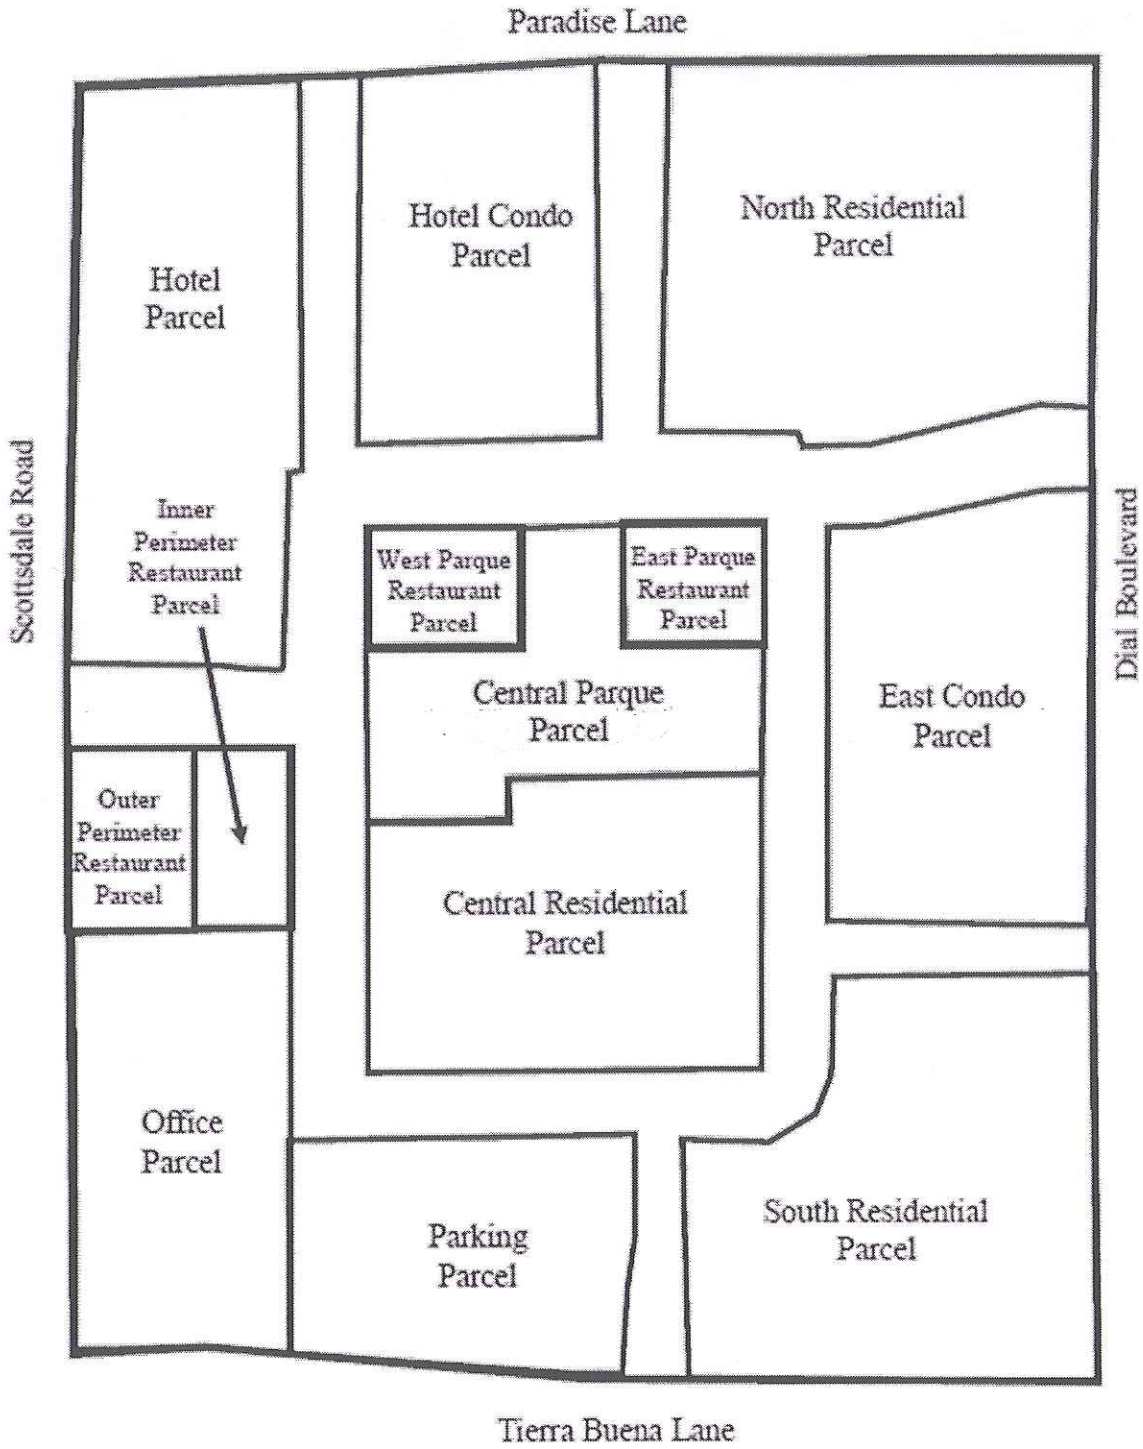 Paradise Lane
Hotel Condo
Parcel
North Residential
Parcel
Hotel
Parcel
Scottsdale Road
Inner
Perimeter
Restaurant
Parcel
West Parque
Restaurant
Parcel
East Parque
Restaurant
Parcel
Dial Boulevard
Central Parque
Parcel
East Condo
Parcel
Outer
Perimeter
Restaurant
Parcel
Central Residential
Parcel
Office
Parcel
Parking
Parcel
South Residential
Parcel
Tierra Buena Lane